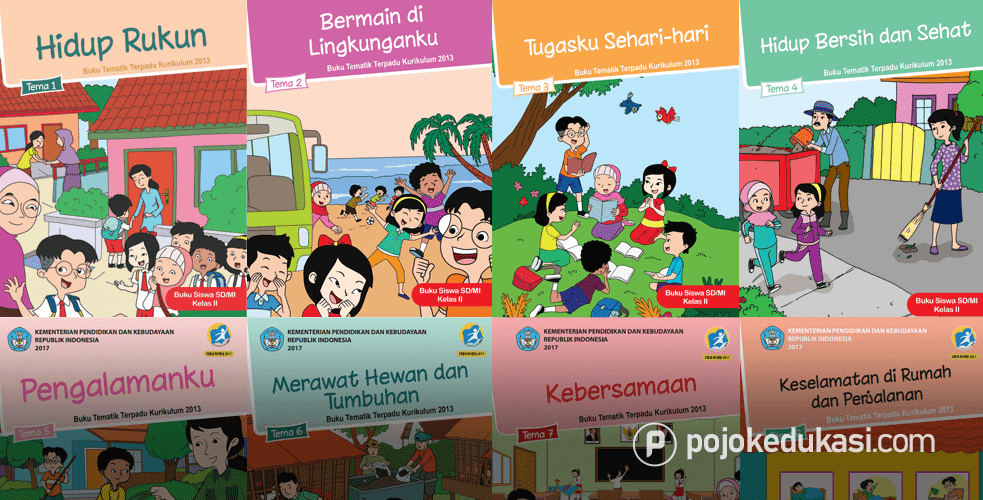 Hidup Rukun
Buku Tematik Terpadu Kurikulum 2013
Tema 1
Buku Siswa SD/MI
Kelas II
Bermain di
Lingkunganku
Buku Tematik Terpadu Kurikulum 2013
Tema 2
Buku Siswa SD/MI
Kelas II
Tugasku Sehari-hari
Buku Tematik Terpadu Kurikulum 2013
Tema 3
Buku Siswa SD/MI
Kelas II
Hidup Bersih dan Sehat
Buku Tematik Terpadu Kurikulum 2013
Tema 4
Buku Siswa SD/MI
Kelas II
KEMENTERIAN PENDIDIKAN DAN KEBUDAYAAN
REPUBLIK INDONESIA
2017
Pengalamanku
Buku Tematik Terpadu Kurikulum 2013
Tema 5
KEMENTERIAN PENDIDIKAN DAN KEBUDAYAAN
REPUBLIK INDONESIA
2017
Merawat Hewan dan
Tumbuhan
Buku Tematik Terpadu Kurikulum 2013
Tema 6
KEMENTERIAN PENDIDIKAN DAN KEBUDAYAAN
REPUBLIK INDONESIA
2017
Kebersamaan
Buku Tematik Terpadu Kurikulum 2013
Tema 7
KEMENTERIAN PENDIDIKAN DAN KEBUDAYAAN
REPUBLIK INDONESIA
2017
Keselamatan di Rumah
dan Perjalanan
Buku Tematik Terpadu Kurikulum 2013
pojokedukasi.com